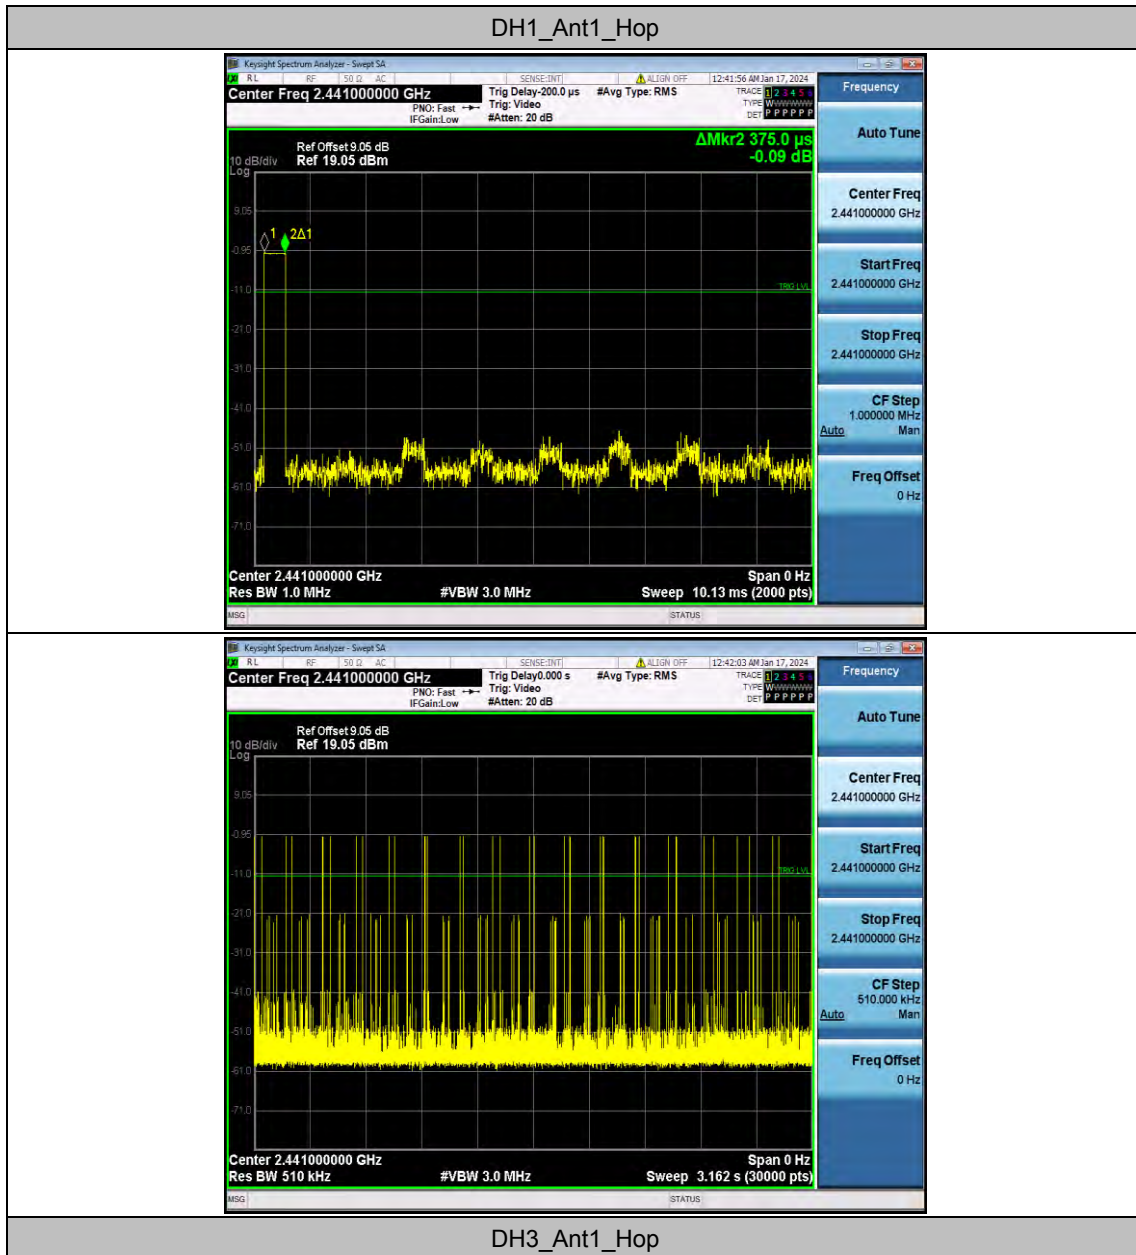 DH1_Ant1_Hop
Keysight Spectrum Analyzer - Swept SA
RL RF 50 Ω AC SENSE:INT ALIGN OFF 12:41:56 AM Jan 17, 2024
Center Freq 2.441000000 GHz
PNO: Fast
IFGain:Low
Trig Delay-200.0 µs
Trig: Video
#Atten: 20 dB
#Avg Type: RMS
TRACE 1 2 3 4 5 6
TYPE WWWWWW
DET P P P P P P
ΔMkr2 375.0 µs
-0.09 dB
Ref Offset 9.05 dB
10 dB/div Ref 19.05 dBm
Log
9.05
1 2Δ1
-0.95
-11.0
TRIG LVL
-21.0
-31.0
-41.0
-51.0
-61.0
-71.0
Center 2.441000000 GHz Span 0 Hz
Res BW 1.0 MHz #VBW 3.0 MHz Sweep 10.13 ms (2000 pts)
MSG STATUS
Frequency
Auto Tune
Center Freq
2.441000000 GHz
Start Freq
2.441000000 GHz
Stop Freq
2.441000000 GHz
CF Step
1.000000 MHz
Auto Man
Freq Offset
0 Hz
Keysight Spectrum Analyzer - Swept SA
RL RF 50 Ω AC SENSE:INT ALIGN OFF 12:42:03 AM Jan 17, 2024
Center Freq 2.441000000 GHz
PNO: Fast
IFGain:Low
Trig Delay0.000 s
Trig: Video
#Atten: 20 dB
#Avg Type: RMS
TRACE 1 2 3 4 5 6
TYPE WWWWWW
DET P P P P P P
Ref Offset 9.05 dB
10 dB/div Ref 19.05 dBm
Log
9.05
-0.95
-11.0
TRIG LVL
-21.0
-31.0
-41.0
-51.0
-61.0
-71.0
Center 2.441000000 GHz Span 0 Hz
Res BW 510 kHz #VBW 3.0 MHz Sweep 3.162 s (30000 pts)
MSG STATUS
Frequency
Auto Tune
Center Freq
2.441000000 GHz
Start Freq
2.441000000 GHz
Stop Freq
2.441000000 GHz
CF Step
510.000 kHz
Auto Man
Freq Offset
0 Hz
DH3_Ant1_Hop